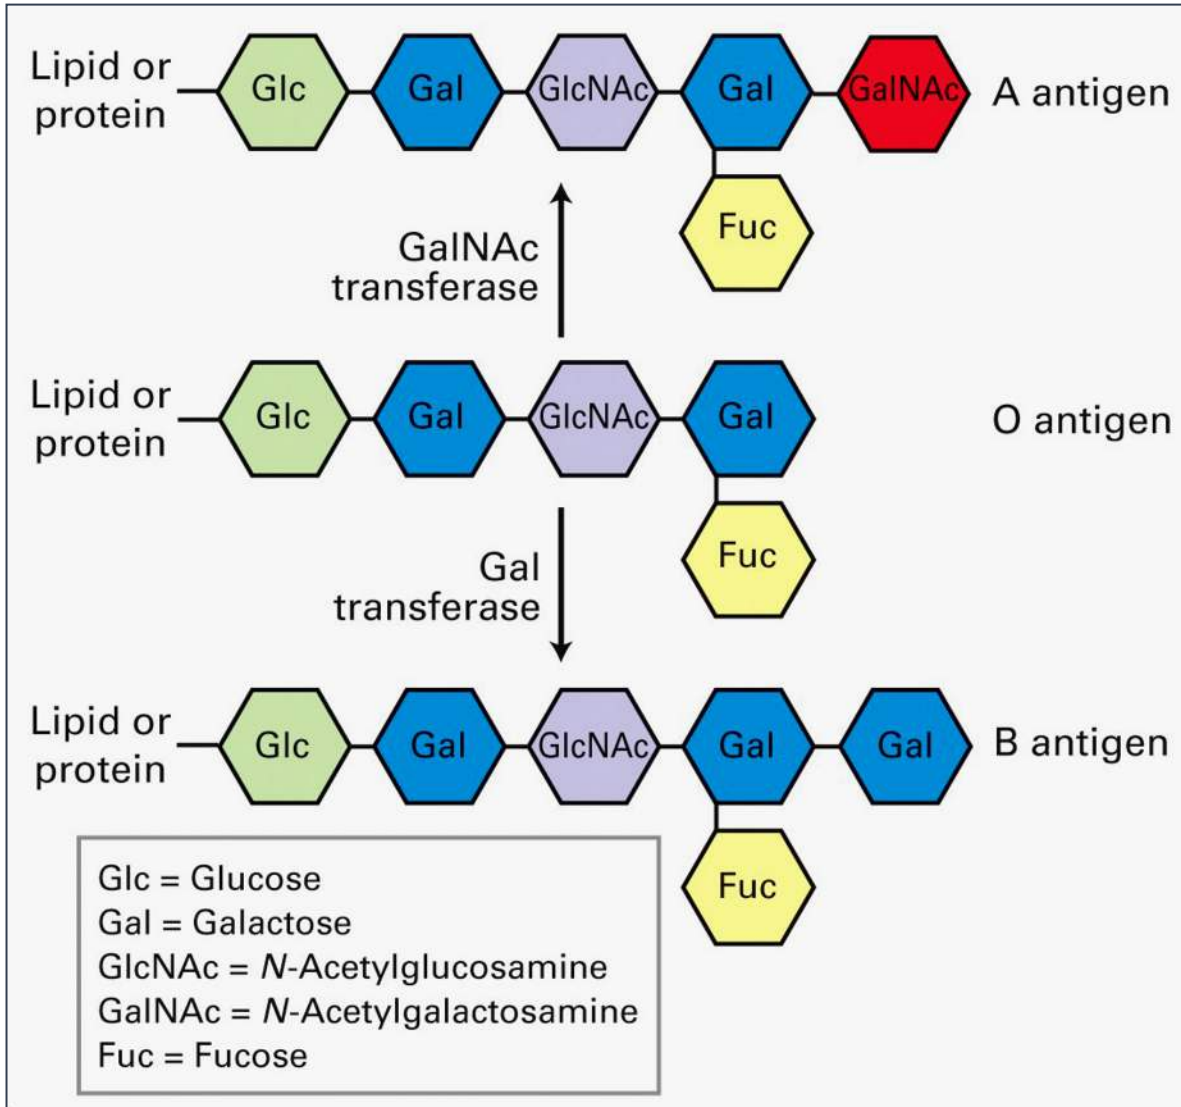 Lipid or
protein
Glc
Gal
GlcNAc
Gal
GalNAc
A antigen
Fuc
GalNAc
transferase
Lipid or
protein
Glc
Gal
GlcNAc
Gal
O antigen
Fuc
Gal
transferase
Lipid or
protein
Glc
Gal
GlcNAc
Gal
Gal
B antigen
Fuc
Glc = Glucose
Gal = Galactose
GlcNAc = N-Acetylglucosamine
GalNAc = N-Acetylgalactosamine
Fuc = Fucose